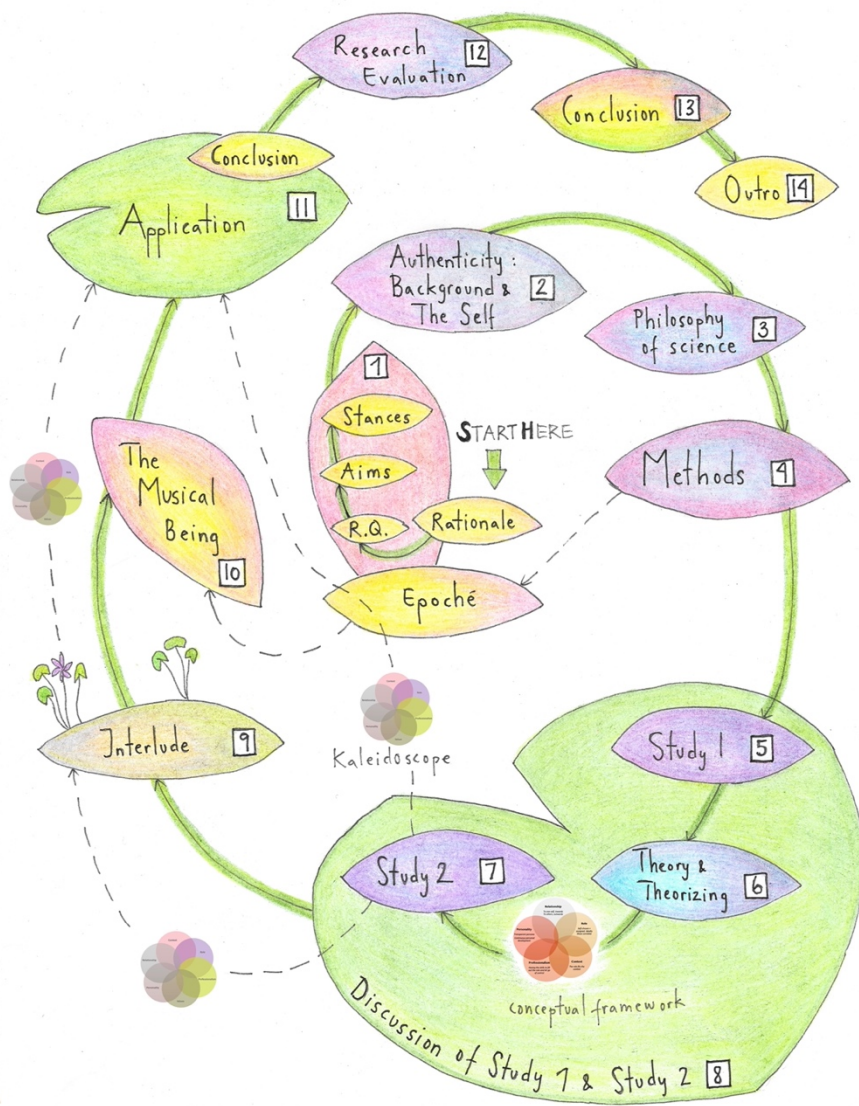 START HERE
Rationale
R.Q.
Aims
Stances
1
Authenticity:
Background &
The Self
2
Philosophy
of science
3
Methods
4
Epoché
Study 1
5
Theory &
Theorizing
6
conceptual framework
Study 2
7
Discussion of Study 1 & Study 2
8
Kaleidoscope
Interlude
9
The
Musical
Being
10
Application
11
Conclusion
Research
Evaluation
12
Conclusion
13
Outro
14